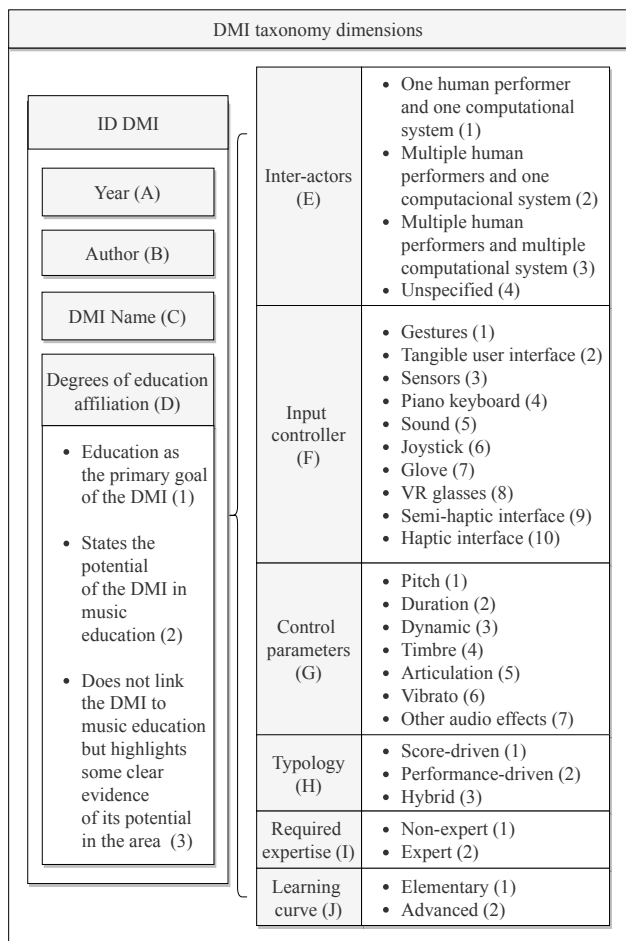 DMI taxonomy dimensions
ID DMI
Year (A)
Author (B)
DMI Name (C)
Degrees of education
affiliation (D)
• Education as
the primary goal
of the DMI (1)
• States the
potential
of the DMI in
music
education (2)
• Does not link
the DMI to
music education
but highlights
some clear
evidence
of its potential
in the area (3)
Inter-actors
(E)
• One human performer
and one computational
system (1)
• Multiple human
performers and one
computacional system (2)
• Multiple human
performers and multiple
computational system (3)
• Unspecified (4)
Input
controller
(F)
• Gestures (1)
• Tangible user interface (2)
• Sensors (3)
• Piano keyboard (4)
• Sound (5)
• Joystick (6)
• Glove (7)
• VR glasses (8)
• Semi-haptic interface (9)
• Haptic interface (10)
Control
parameters
(G)
• Pitch (1)
• Duration (2)
• Dynamic (3)
• Timbre (4)
• Articulation (5)
• Vibrato (6)
• Other audio effects (7)
Typology
(H)
• Score-driven (1)
• Performance-driven (2)
• Hybrid (3)
Required
expertise (I)
• Non-expert (1)
• Expert (2)
Learning
curve (J)
• Elementary (1)
• Advanced (2)